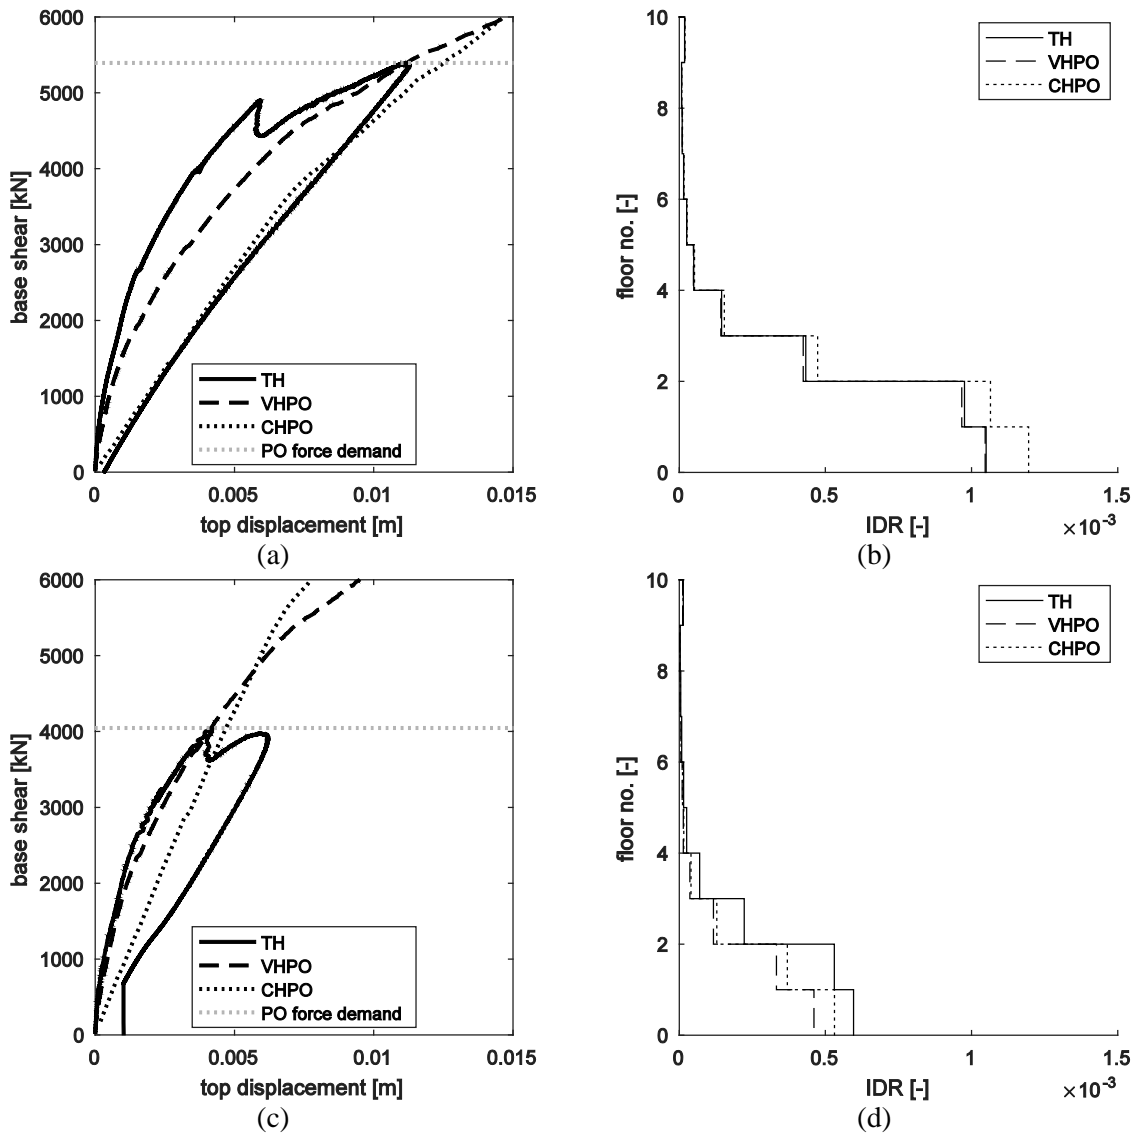 6000
5000
4000
3000
2000
1000
0
base shear [kN]
TH
VHPO
CHPO
PO force demand
0 0.005 0.01 0.015
top displacement [m]
(a)
10
8
6
4
2
0
floor no. [-]
TH
VHPO
CHPO
0 0.5 1 1.5
IDR [-]
×10-3
(b)
6000
5000
4000
3000
2000
1000
0
base shear [kN]
TH
VHPO
CHPO
PO force demand
0 0.005 0.01 0.015
top displacement [m]
(c)
10
8
6
4
2
0
floor no. [-]
TH
VHPO
CHPO
0 0.5 1 1.5
IDR [-]
×10-3
(d)